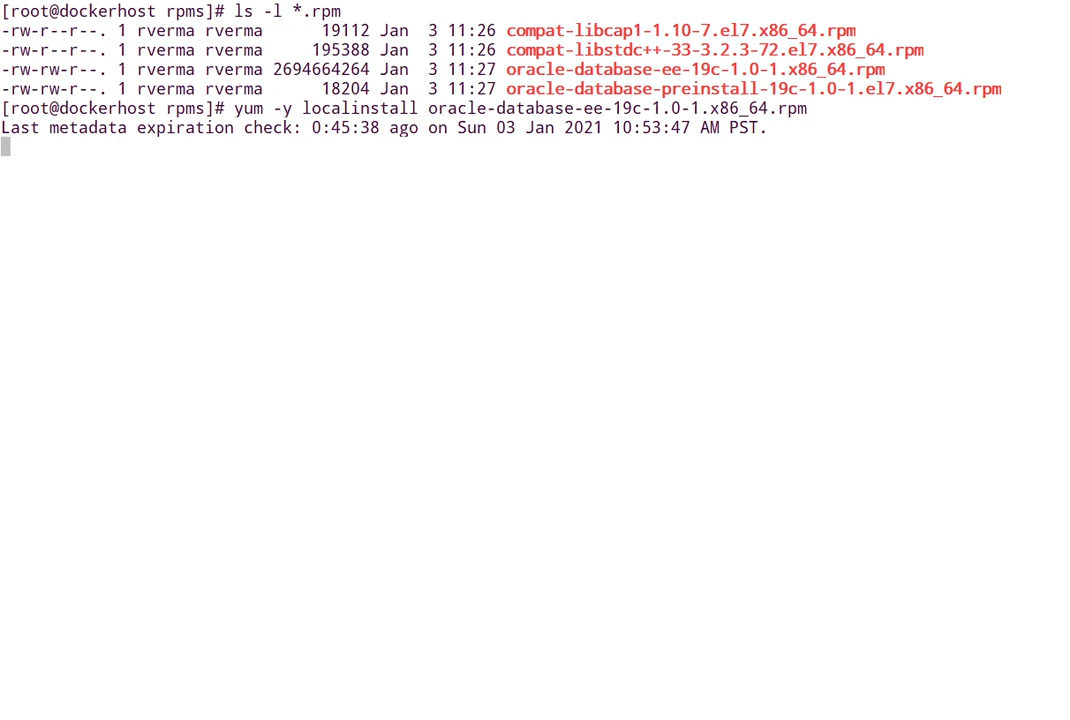 [root@dockerhost rpms]# ls -l *.rpm
-rw-r--r--. 1 rverma rverma      19112 Jan  3 11:26 compat-libcap1-1.10-7.el7.x86_64.rpm
-rw-r--r--. 1 rverma rverma     195388 Jan  3 11:26 compat-libstdc++-33-3.2.3-72.el7.x86_64.rpm
-rw-rw-r--. 1 rverma rverma 2694664264 Jan  3 11:27 oracle-database-ee-19c-1.0-1.x86_64.rpm
-rw-rw-r--. 1 rverma rverma      18204 Jan  3 11:27 oracle-database-preinstall-19c-1.0-1.el7.x86_64.rpm
[root@dockerhost rpms]# yum -y localinstall oracle-database-ee-19c-1.0-1.x86_64.rpm
Last metadata expiration check: 0:45:38 ago on Sun 03 Jan 2021 10:53:47 AM PST.